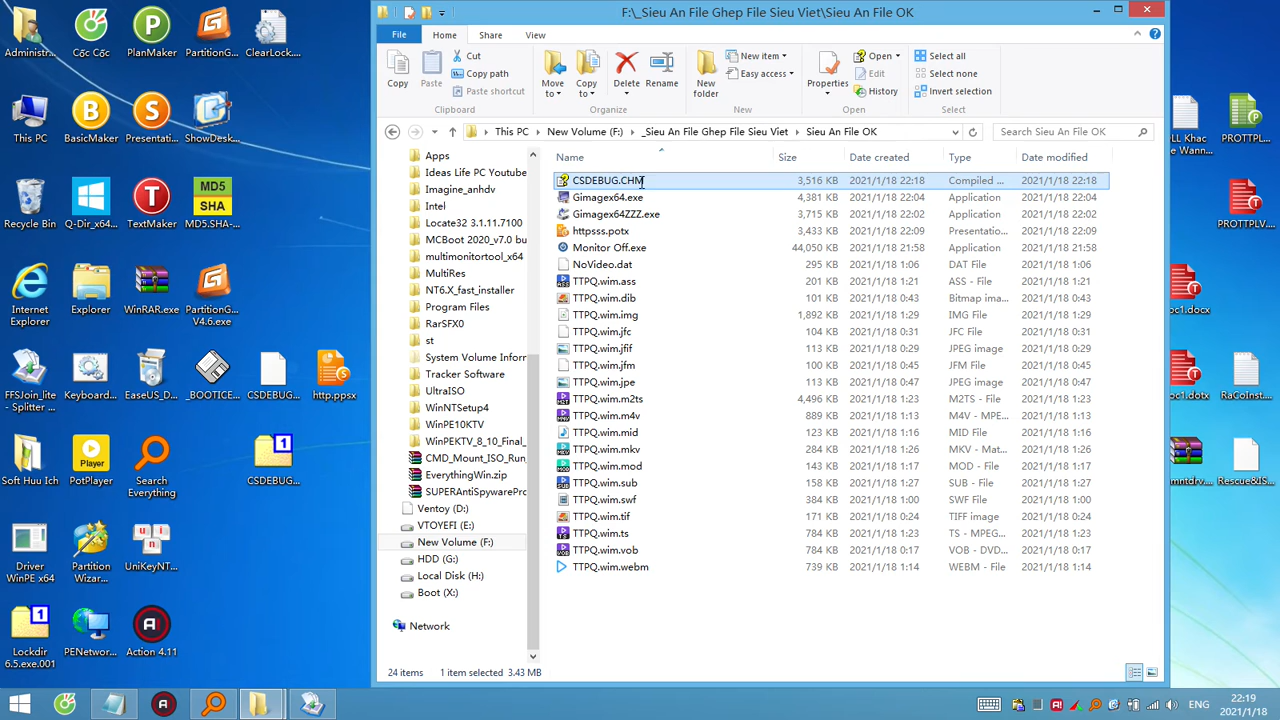 F:\_Sieu An File Ghep File Sieu Viet\Sieu An File OK
File
Home
Share
View
Copy
Paste
Cut
Copy path
Paste shortcut
Clipboard
Move to
Copy to
Delete
Rename
Organize
New folder
New item
Easy access
New
Properties
Open
Edit
History
Open
Select all
Select none
Invert selection
Select
This PC
New Volume (F:)
_Sieu An File Ghep File Sieu Viet
Sieu An File OK
Search Sieu An File OK
Name Size Date created Type Date modified
CSDEBUG.CHM 3,516 KB 2021/1/18 22:18 Compiled ... 2021/1/18 22:18
Gimagex64.exe 4,381 KB 2021/1/18 22:04 Application 2021/1/18 22:04
Gimagex64ZZZ.exe 3,715 KB 2021/1/18 22:02 Application 2021/1/18 22:02
httpsss.potx 3,433 KB 2021/1/18 22:09 Presentatio... 2021/1/18 22:09
Monitor Off.exe 44,050 KB 2021/1/18 21:58 Application 2021/1/18 21:58
NoVideo.dat 295 KB 2021/1/18 1:06 DAT File 2021/1/18 1:06
TTPQ.wim.ass 201 KB 2021/1/18 1:21 ASS - File 2021/1/18 1:21
TTPQ.wim.dib 101 KB 2021/1/18 0:43 Bitmap ima... 2021/1/18 0:43
TTPQ.wim.img 1,892 KB 2021/1/18 1:20 IMG File 2021/1/18 1:20
TTPQ.wim.jfc 104 KB 2021/1/18 0:31 JFC File 2021/1/18 0:31
TTPQ.wim.jfif 113 KB 2021/1/18 0:29 JPEG image 2021/1/18 0:29
TTPQ.wim.jfm 100 KB 2021/1/18 0:45 JFM File 2021/1/18 0:45
TTPQ.wim.jpe 113 KB 2021/1/18 0:47 JPEG image 2021/1/18 0:47
TTPQ.wim.m2ts 4,496 KB 2021/1/18 1:23 M2TS - File 2021/1/18 1:23
TTPQ.wim.m4v 889 KB 2021/1/18 1:13 M4V - MPE... 2021/1/18 1:13
TTPQ.wim.mid 123 KB 2021/1/18 1:16 MID File 2021/1/18 1:16
TTPQ.wim.mkv 284 KB 2021/1/18 1:26 MKV - Mat... 2021/1/18 1:26
TTPQ.wim.mod 143 KB 2021/1/18 1:17 MOD - File 2021/1/18 1:17
TTPQ.wim.sub 158 KB 2021/1/18 1:23 SUB - File 2021/1/18 1:23
TTPQ.wim.swf 384 KB 2021/1/18 1:00 SWF File 2021/1/18 1:00
TTPQ.wim.tif 171 KB 2021/1/18 0:24 TIFF image 2021/1/18 0:24
TTPQ.wim.ts 784 KB 2021/1/18 1:23 TS - MPEG... 2021/1/18 1:23
TTPQ.wim.vob 784 KB 2021/1/18 0:17 VOB - DVD... 2021/1/18 0:17
TTPQ.wim.webm 739 KB 2021/1/18 1:14 WEBM - File 2021/1/18 1:14
Apps
Ideas Life PC Youtube
Imagine_anhdv
Intel
Locate32 3.1.11.7100
MCBoot 2020_v7.0 bu
multimonitortool_x64
MultiRes
NT6.X_fast_installer
Program Files
RarSFX0
st
System Volume Inforr
Tracker Software
UltraISO
WinNTSetup4
WinPE10KTV
WinPEKTV_8_10_Final_
CMD_Mount_ISO_Run_
EverythingWin.zip
SUPERAntiSpywarePrc
Ventoy (D:)
VTOYEFI (E:)
New Volume (F:)
HDD (G:)
Local Disk (H:)
Boot (X:)
Network
24 items 1 item selected 3.43 MB
Administr...
Cốc Cốc
PlanMaker
PartitionG...
ClearLock....
This PC
BasicMaker
Presentati...
ShowDesk...
Recycle Bin
Q-Dir_x64...
TextMaker
MD5
SHA
MD5.SHA-...
Internet Explorer
Explorer
WinRAR.exe
PartitionG... V4.6.exe
FFSJoin_lite - Splitter ...
Keyboard...
EaseUS_D...
_BOOTICE...
CSDEBUG...
http.ppsx
Soft Huu Ich
Player
PotPlayer
Search Everything
1
CSDEBUG...
Driver WinPE x64
Partition Wizar...
UniKeyNT...
1
Lockdir 6.5.exe.001
PENetwor...
Action 4.11
LL Khac
e Wann...
PROTTPL...
PROTTPLV...
oc1.docx
oc1.dotx
RaCoInst...
mntdrv...
Rescue&IS...
ENG
22:19
2021/1/18